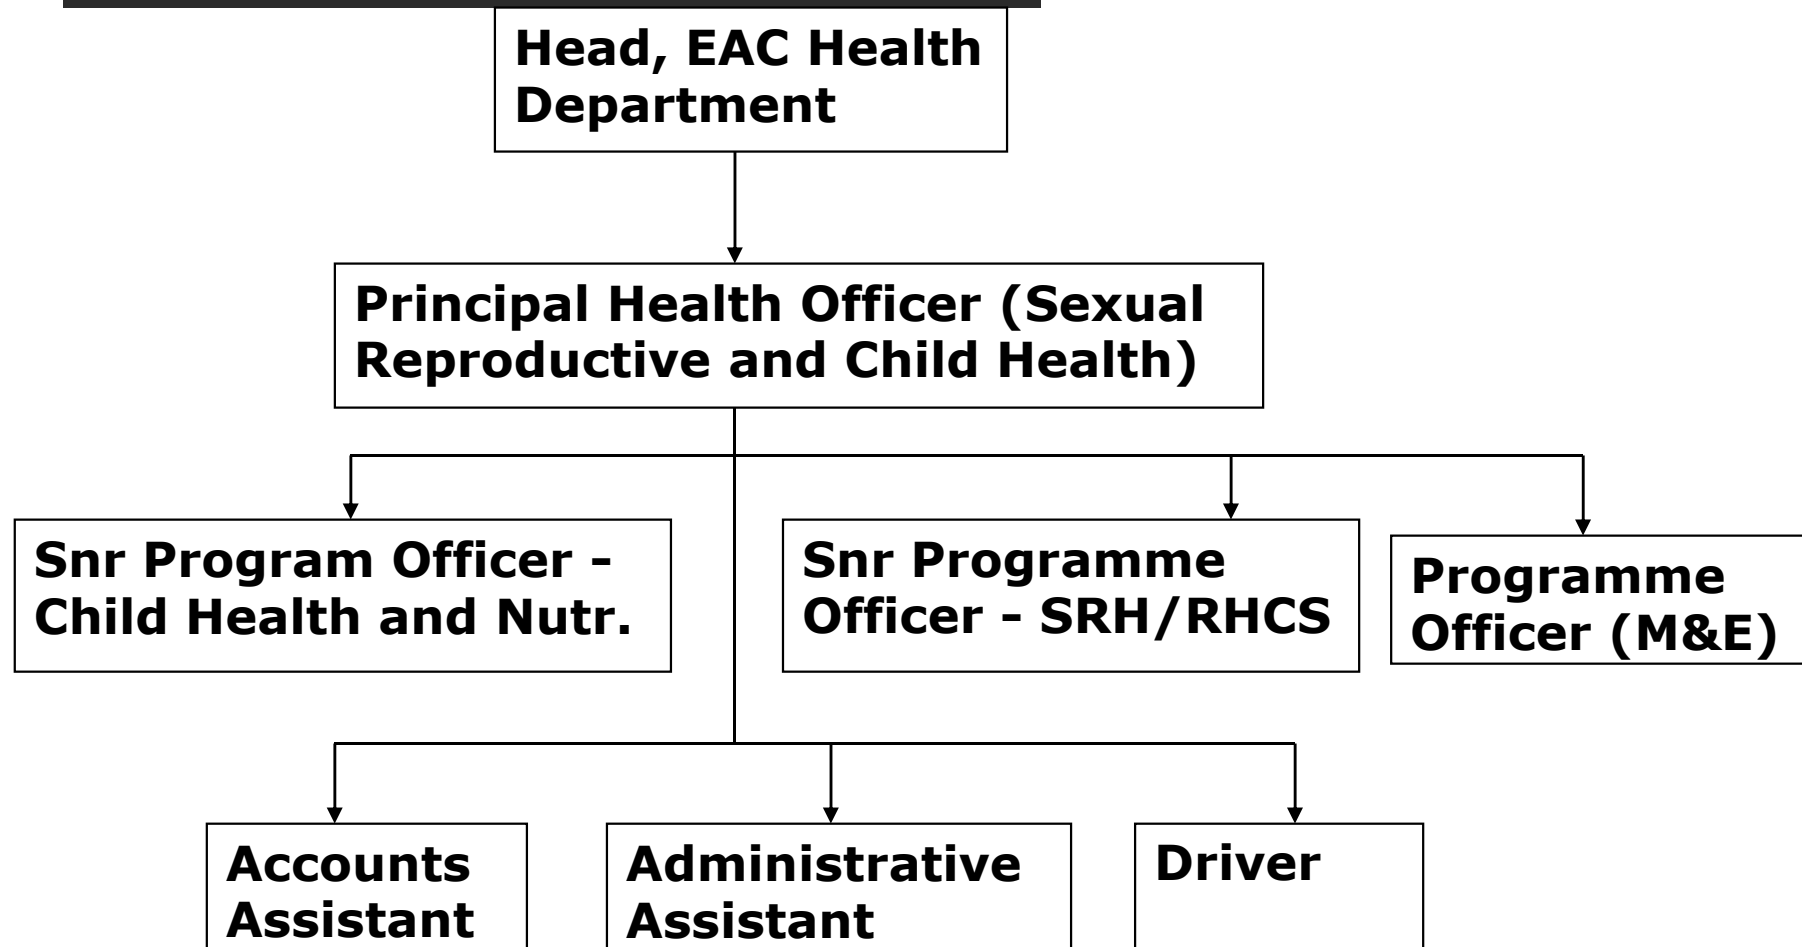 Head, EAC Health
Department
Principal Health Officer (Sexual
Reproductive and Child Health)
Snr Program Officer –
Child Health and Nutr.
Snr Programme
Officer – SRH/RHCS
Programme
Officer (M&E)
Accounts
Assistant
Administrative
Assistant
Driver